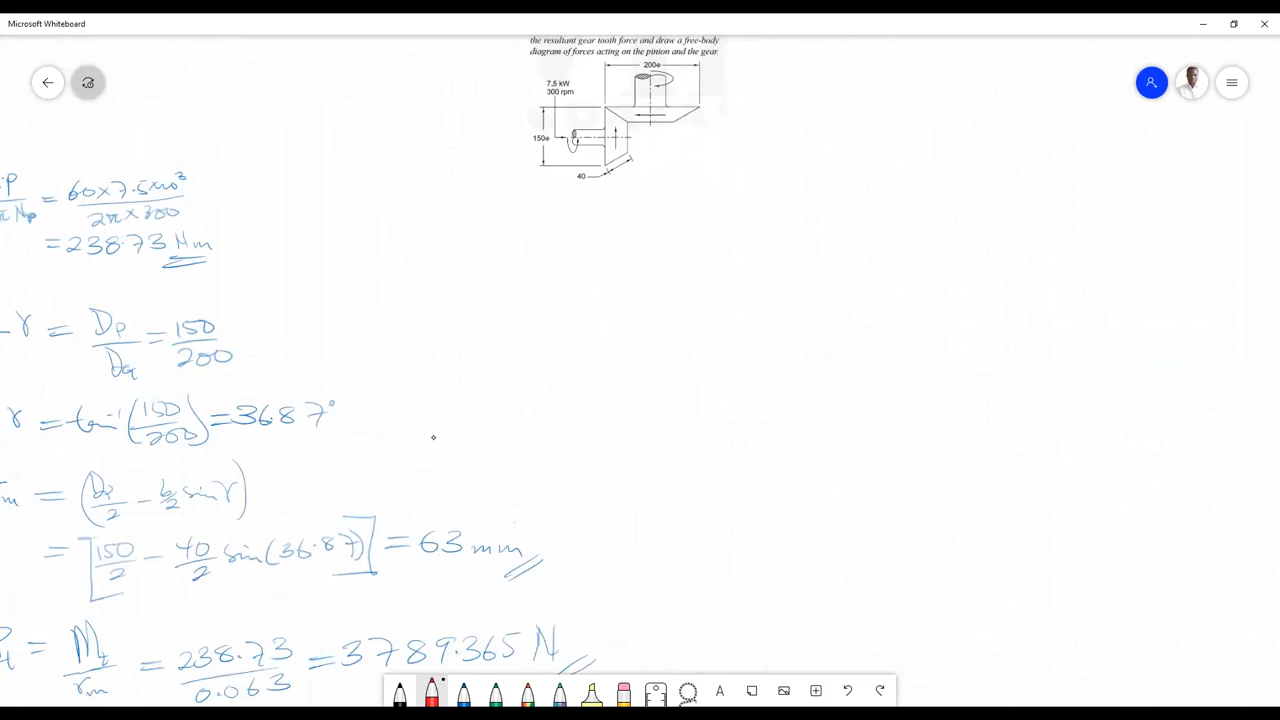 Microsoft Whiteboard
the resultant gear tooth force and draw a free-body
diagram of forces acting on the pinion and the gear.
200ϕ
7.5 kW
300 rpm
150ϕ
40
P = 60×7.5×10³
πNp 2π×300
= 238.73 Nm
γ = Dp = 150
DG 200
γ = tan⁻¹(150/200) = 36.87°
m = (Dp/2 - b/2 sinγ)
= [150/2 - 40/2 sin(36.87)] = 63 mm
t = Mt = 238.73 = 3789.365 N
rm 0.063
A